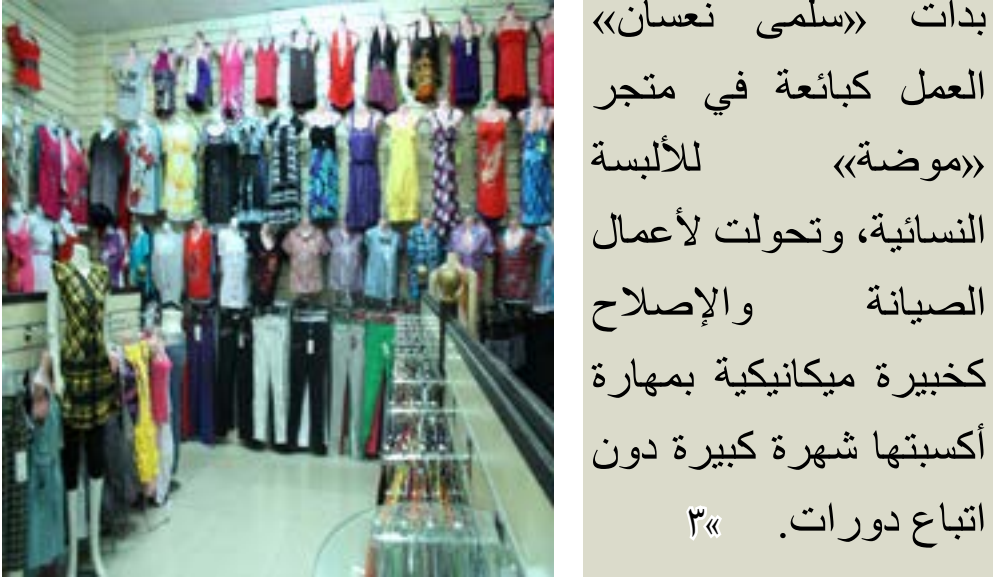 بدأت «سلمى نعسان»
العمل كبائعة في متجر
«موضة» للألبسة
النسائية، وتحولت لأعمال
الصيانة والإصلاح
كخبيرة ميكانيكية بمهارة
أكسبتها شهرة كبيرة دون
اتباع دورات. «٣